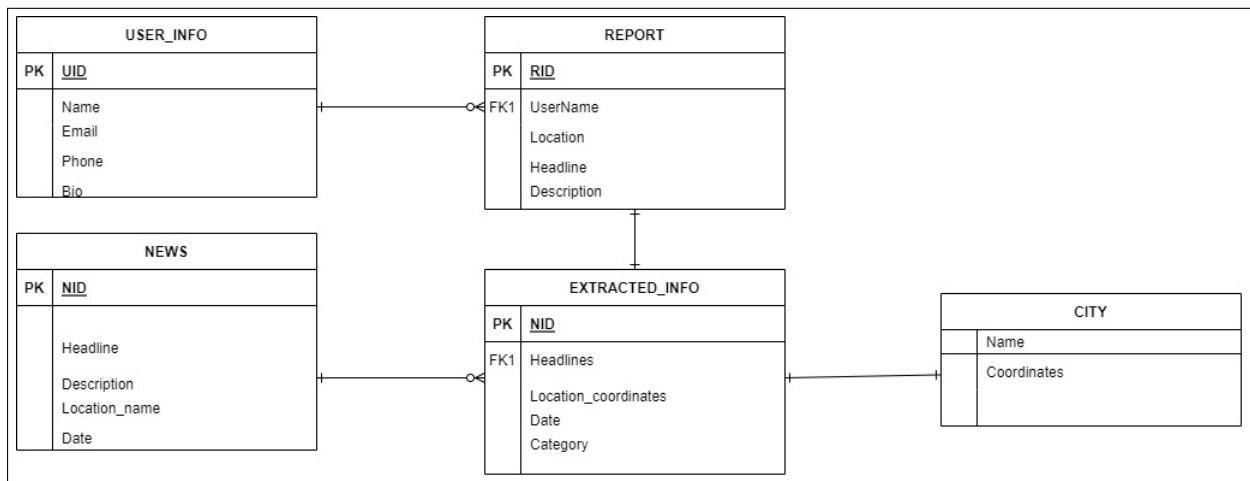 USER_INFO
PK UID
Name
Email
Phone
Bio
REPORT
PK RID
FK1 UserName
Location
Headline
Description
NEWS
PK NID
Headline
Description
Location_name
Date
EXTRACTED_INFO
PK NID
FK1 Headlines
Location_coordinates
Date
Category
CITY
Name
Coordinates